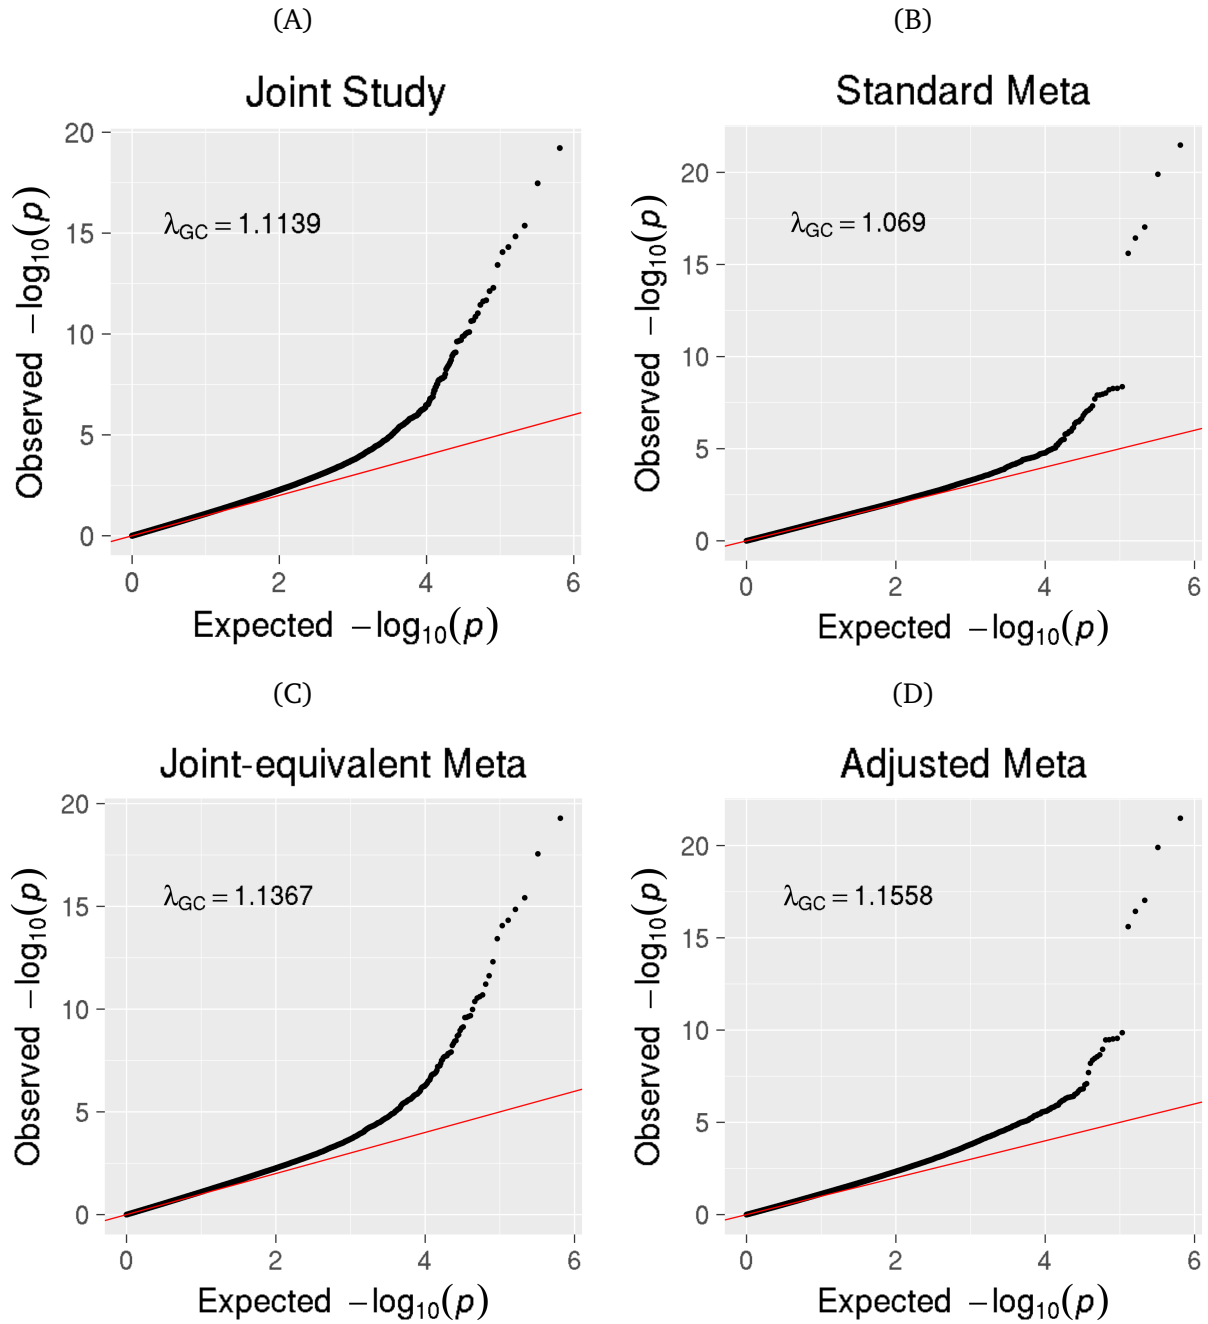 (A)
Joint Study
20
15
10
5
0
λGC = 1.1139
0 2 4 6
Expected −log10(p)
Observed −log10(p)
(B)
Standard Meta
20
15
10
5
0
λGC = 1.069
0 2 4 6
Expected −log10(p)
Observed −log10(p)
(C)
Joint-equivalent Meta
20
15
10
5
0
λGC = 1.1367
0 2 4 6
Expected −log10(p)
Observed −log10(p)
(D)
Adjusted Meta
20
15
10
5
0
λGC = 1.1558
0 2 4 6
Expected −log10(p)
Observed −log10(p)